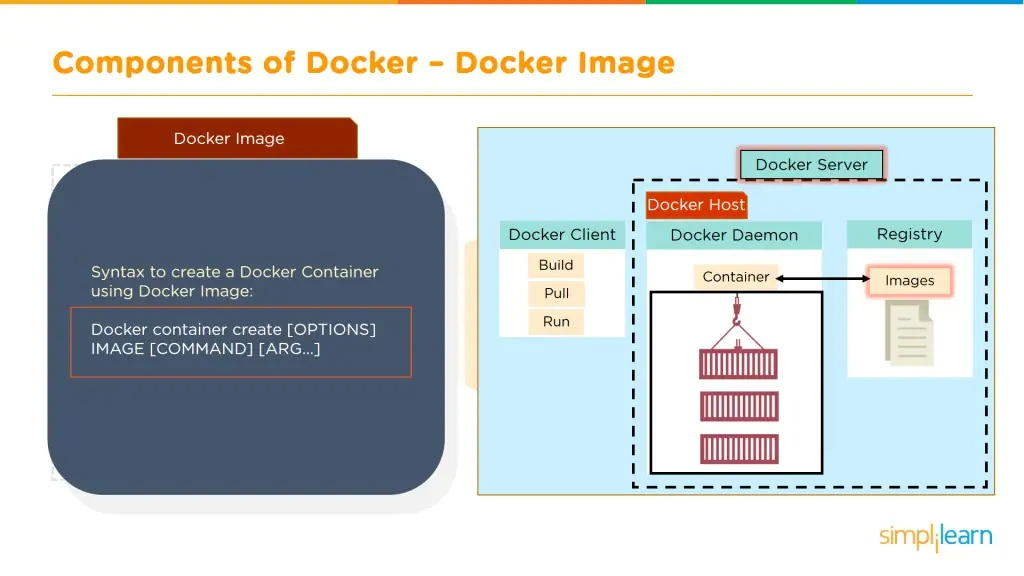 Components of Docker – Docker Image
Docker Image
Syntax to create a Docker Container
using Docker Image:
Docker container create [OPTIONS]
IMAGE [COMMAND] [ARG...]
Docker Server
Docker Host
Docker Client
Build
Pull
Run
Docker Daemon
Container
Registry
Images
simplilearn